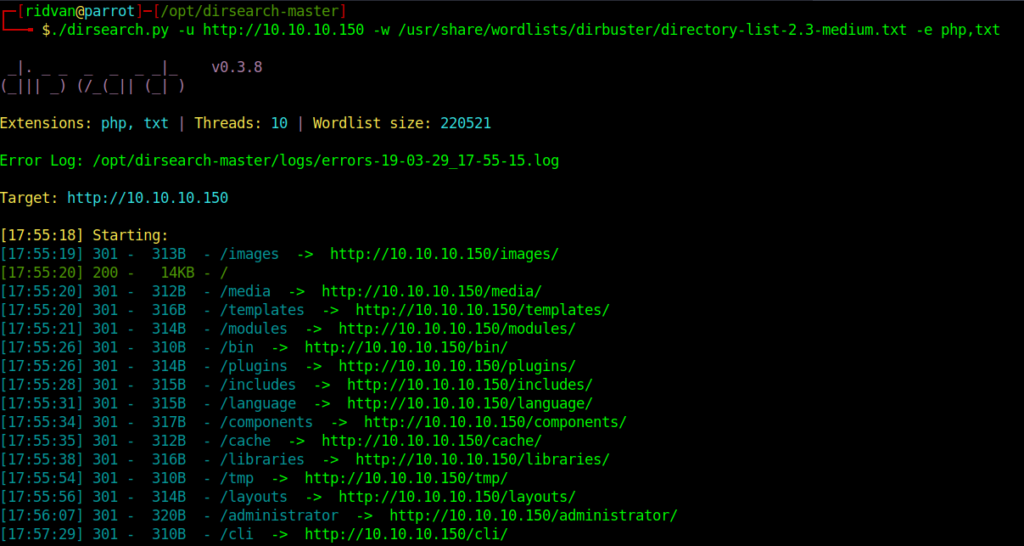 [ridvan@parrot]-[/opt/dirsearch-master]
$./dirsearch.py -u http://10.10.10.150 -w /usr/share/wordlists/dirbuster/directory-list-2.3-medium.txt -e php,txt
_|. _ _  _  _  _ _|_    v0.3.8
(_||| _) (/_(_|| (_| )
Extensions: php, txt | Threads: 10 | Wordlist size: 220521
Error Log: /opt/dirsearch-master/logs/errors-19-03-29_17-55-15.log
Target: http://10.10.10.150
[17:55:18] Starting:
[17:55:19] 301 -  313B  - /images  ->  http://10.10.10.150/images/
[17:55:20] 200 -   14KB - /
[17:55:20] 301 -  312B  - /media  ->  http://10.10.10.150/media/
[17:55:20] 301 -  316B  - /templates  ->  http://10.10.10.150/templates/
[17:55:21] 301 -  314B  - /modules  ->  http://10.10.10.150/modules/
[17:55:26] 301 -  310B  - /bin  ->  http://10.10.10.150/bin/
[17:55:26] 301 -  314B  - /plugins  ->  http://10.10.10.150/plugins/
[17:55:28] 301 -  315B  - /includes  ->  http://10.10.10.150/includes/
[17:55:31] 301 -  315B  - /language  ->  http://10.10.10.150/language/
[17:55:34] 301 -  317B  - /components  ->  http://10.10.10.150/components/
[17:55:35] 301 -  312B  - /cache  ->  http://10.10.10.150/cache/
[17:55:38] 301 -  316B  - /libraries  ->  http://10.10.10.150/libraries/
[17:55:54] 301 -  310B  - /tmp  ->  http://10.10.10.150/tmp/
[17:55:56] 301 -  314B  - /layouts  ->  http://10.10.10.150/layouts/
[17:56:07] 301 -  320B  - /administrator  ->  http://10.10.10.150/administrator/
[17:57:29] 301 -  310B  - /cli  ->  http://10.10.10.150/cli/